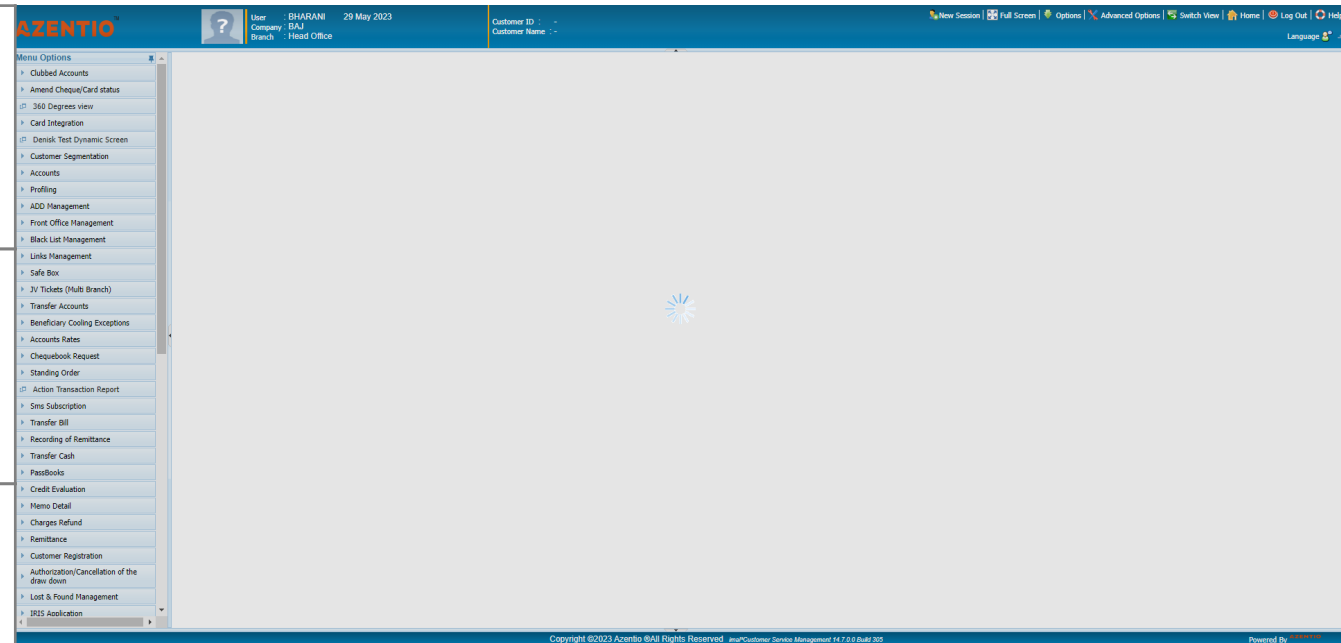 AZENTIO™
User : BHARANI 29 May 2023
Company : BAJ
Branch : Head Office
Customer ID : -
Customer Name : -
New Session | Full Screen | Options | Advanced Options | Switch View | Home | Log Out | Help
Language
Menu Options
Clubbed Accounts
Amend Cheque/Card status
360 Degrees view
Card Integration
Denisk Test Dynamic Screen
Customer Segmentation
Accounts
Profiling
ADD Management
Front Office Management
Black List Management
Links Management
Safe Box
JV Tickets (Multi Branch)
Transfer Accounts
Beneficiary Cooling Exceptions
Accounts Rates
Chequebook Request
Standing Order
Action Transaction Report
Sms Subscription
Transfer Bill
Recording of Remittance
Transfer Cash
PassBooks
Credit Evaluation
Memo Detail
Charges Refund
Remittance
Customer Registration
Authorization/Cancellation of the
draw down
Lost & Found Management
IRIS Application
Copyright ©2023 Azentio ®All Rights Reserved imal*Customer Service Management 14.7.0.0 Build 305
Powered By AZENTIO